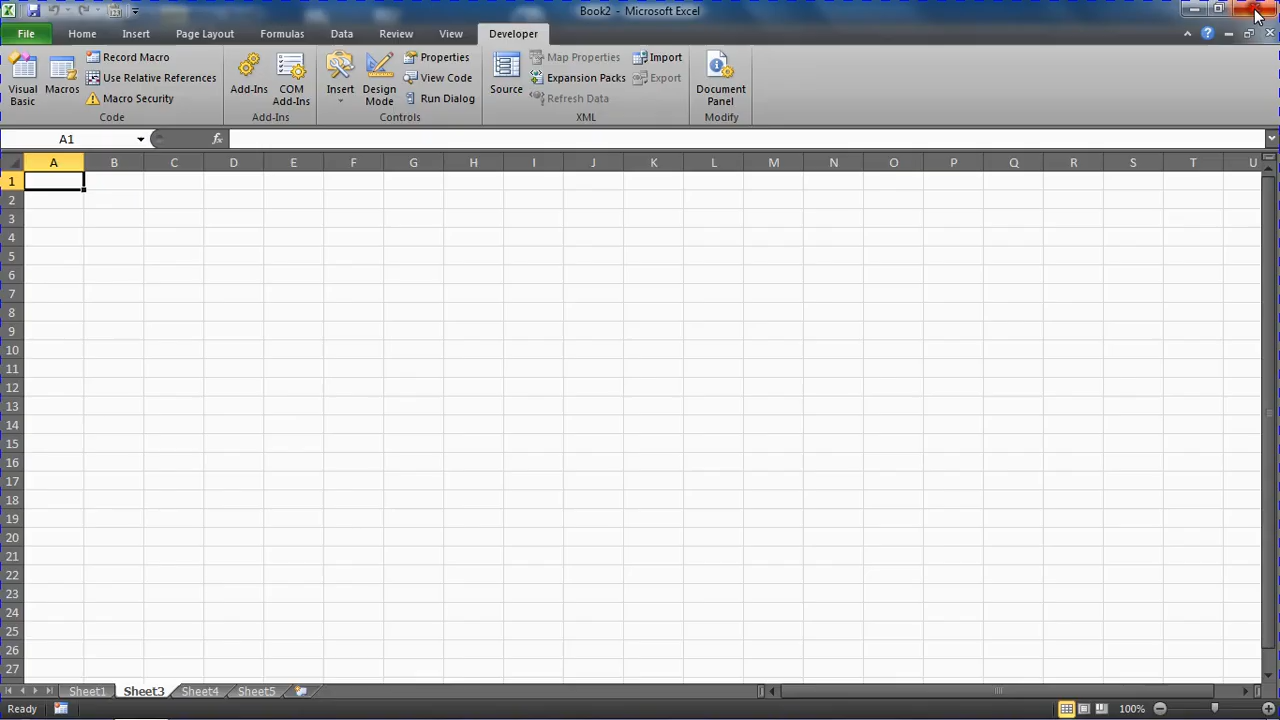 Book2 - Microsoft Excel
File Home Insert Page Layout Formulas Data Review View Developer
Visual Basic
Macros
Record Macro
Use Relative References
Macro Security
Code
Add-Ins
COM Add-Ins
Add-Ins
Insert
Design Mode
Properties
View Code
Run Dialog
Controls
Source
Map Properties
Expansion Packs
Refresh Data
Import
Export
XML
Document Panel
Modify
A1 fx
A B C D E F G H I J K L M N O P Q R S T U
1
2
3
4
5
6
7
8
9
10
11
12
13
14
15
16
17
18
19
20
21
22
23
24
25
26
27
Sheet1 Sheet3 Sheet4 Sheet5
Ready 100%